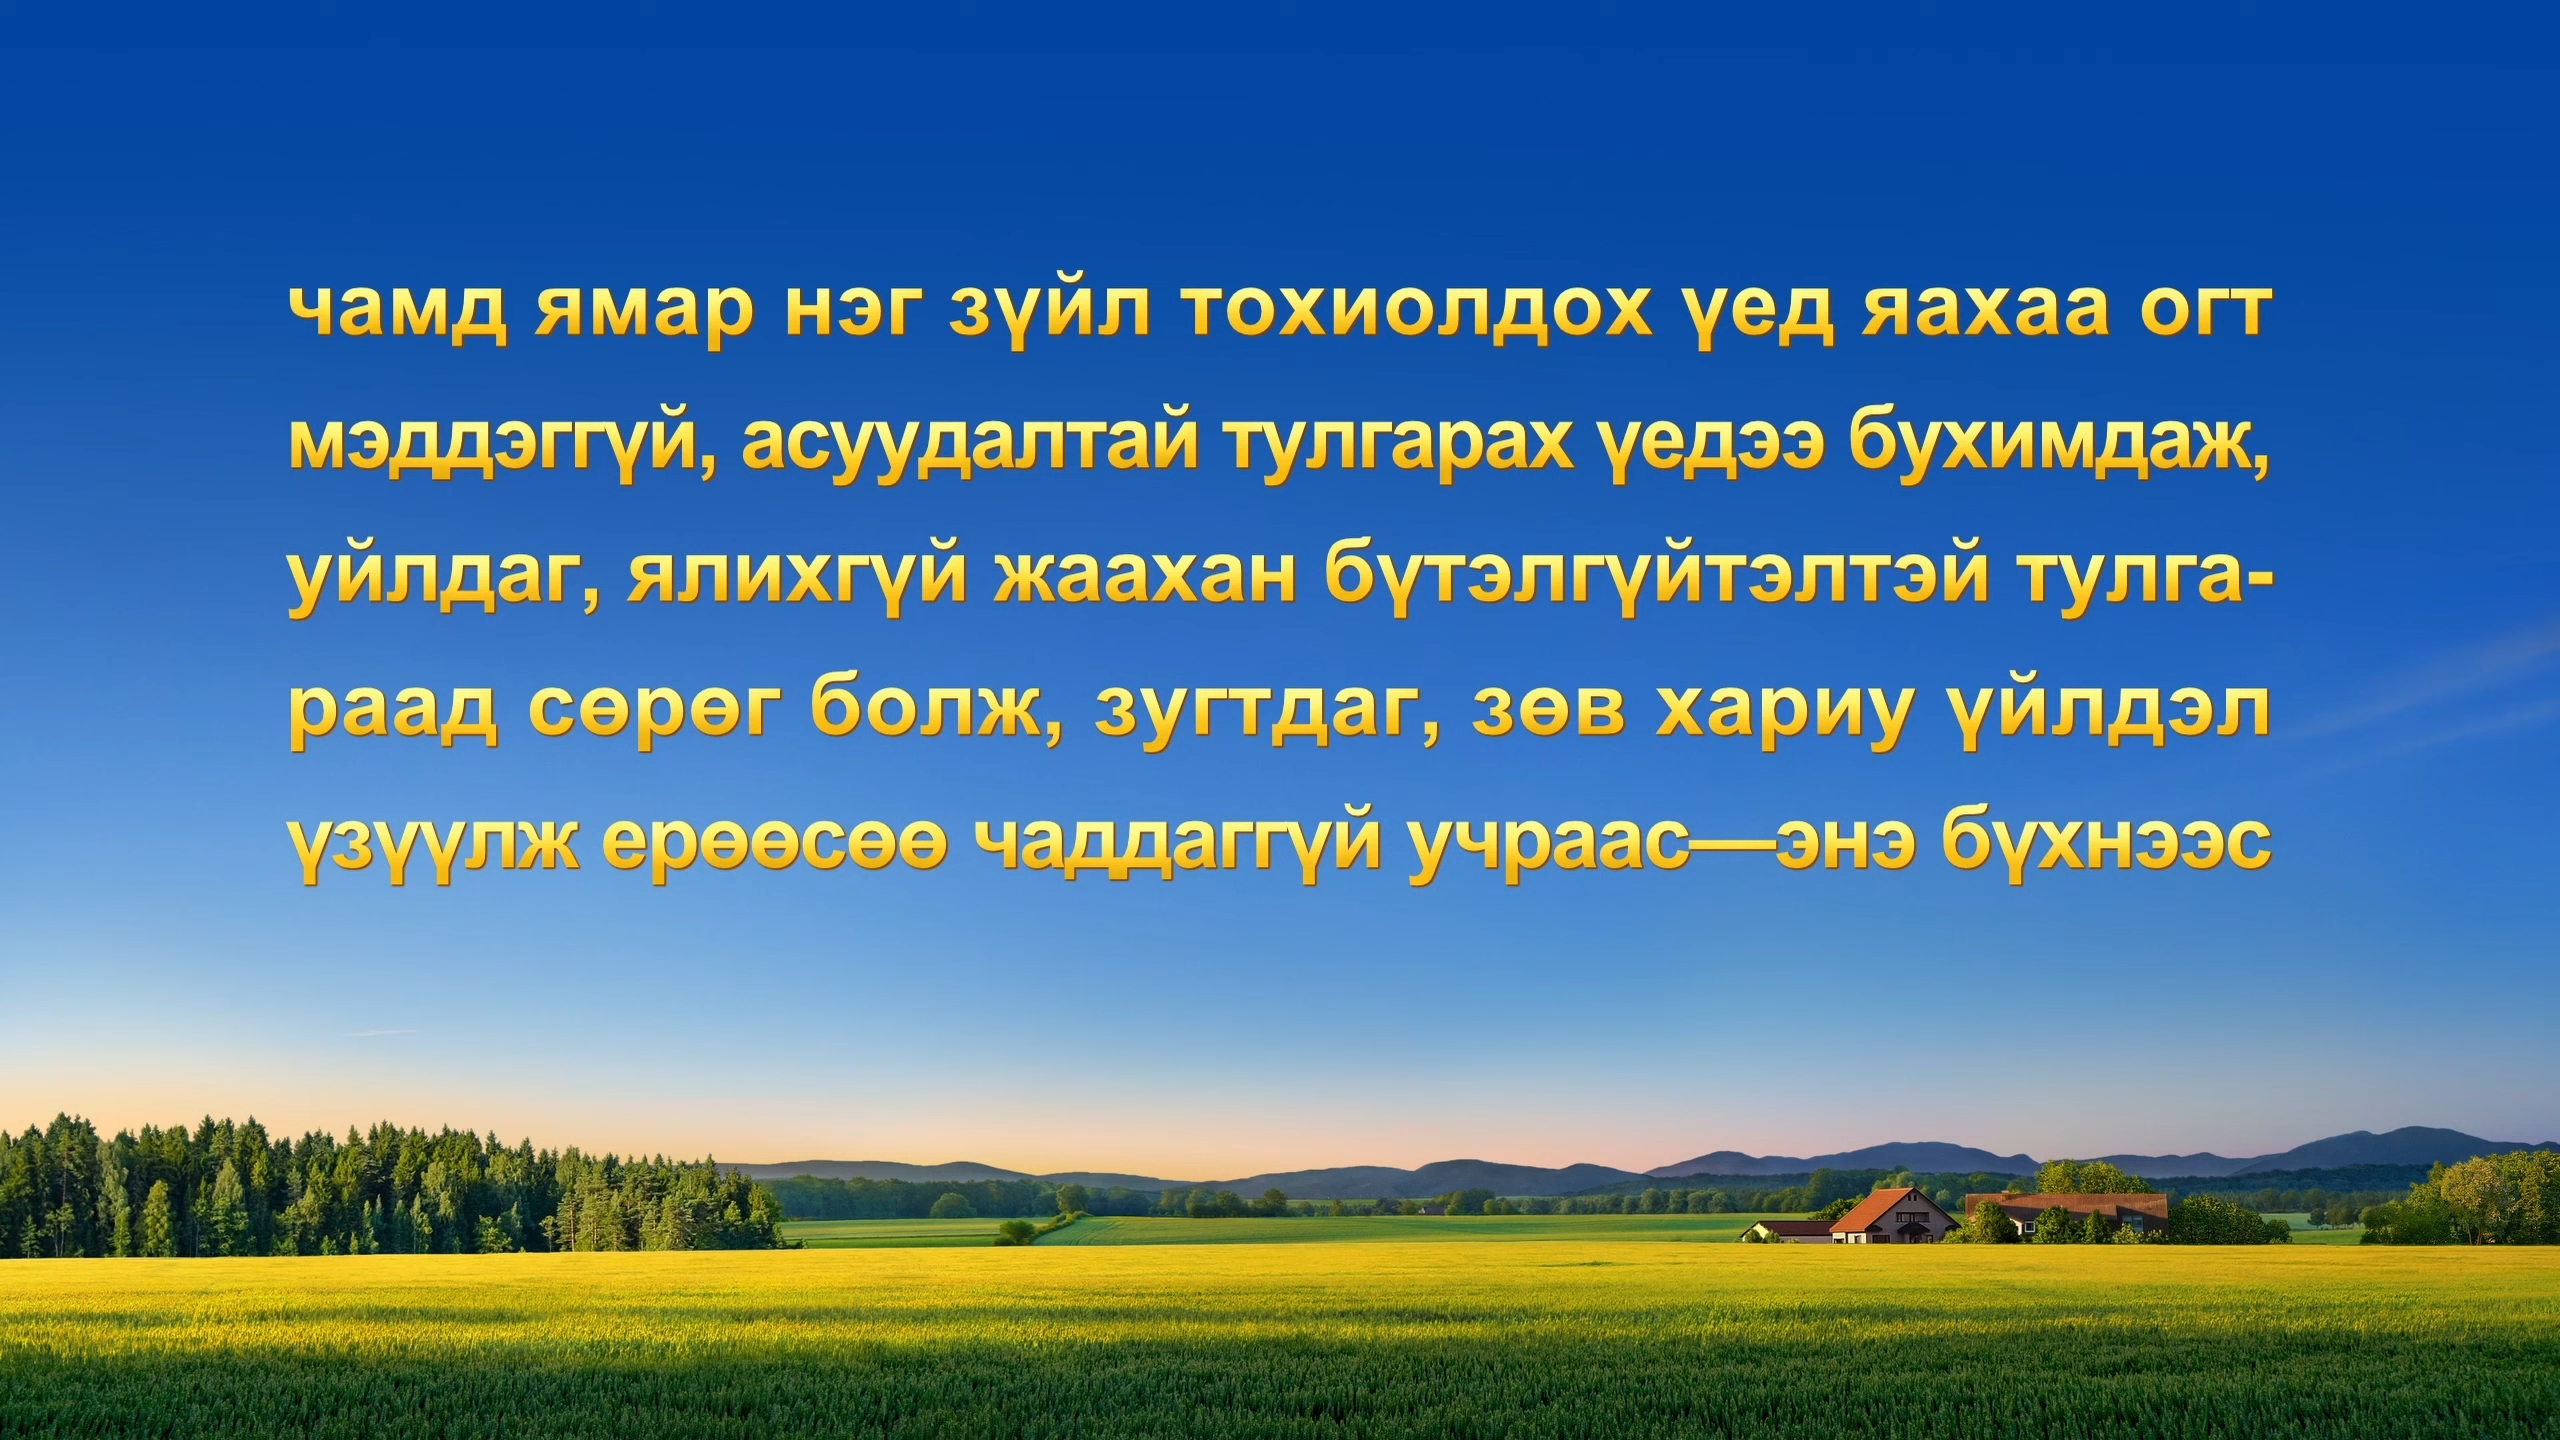 чамд ямар нэг зүйл тохиолдох үед яахаа огт
мэддэггүй, асуудалтай тулгарах үедээ бухимдаж,
уйлдаг, ялихгүй жаахан бүтэлгүйтэлтэй тулга-
раад сөрөг болж, зугтдаг, зөв хариу үйлдэл
үзүүлж ерөөсөө чаддаггүй учраас—энэ бүхнээс